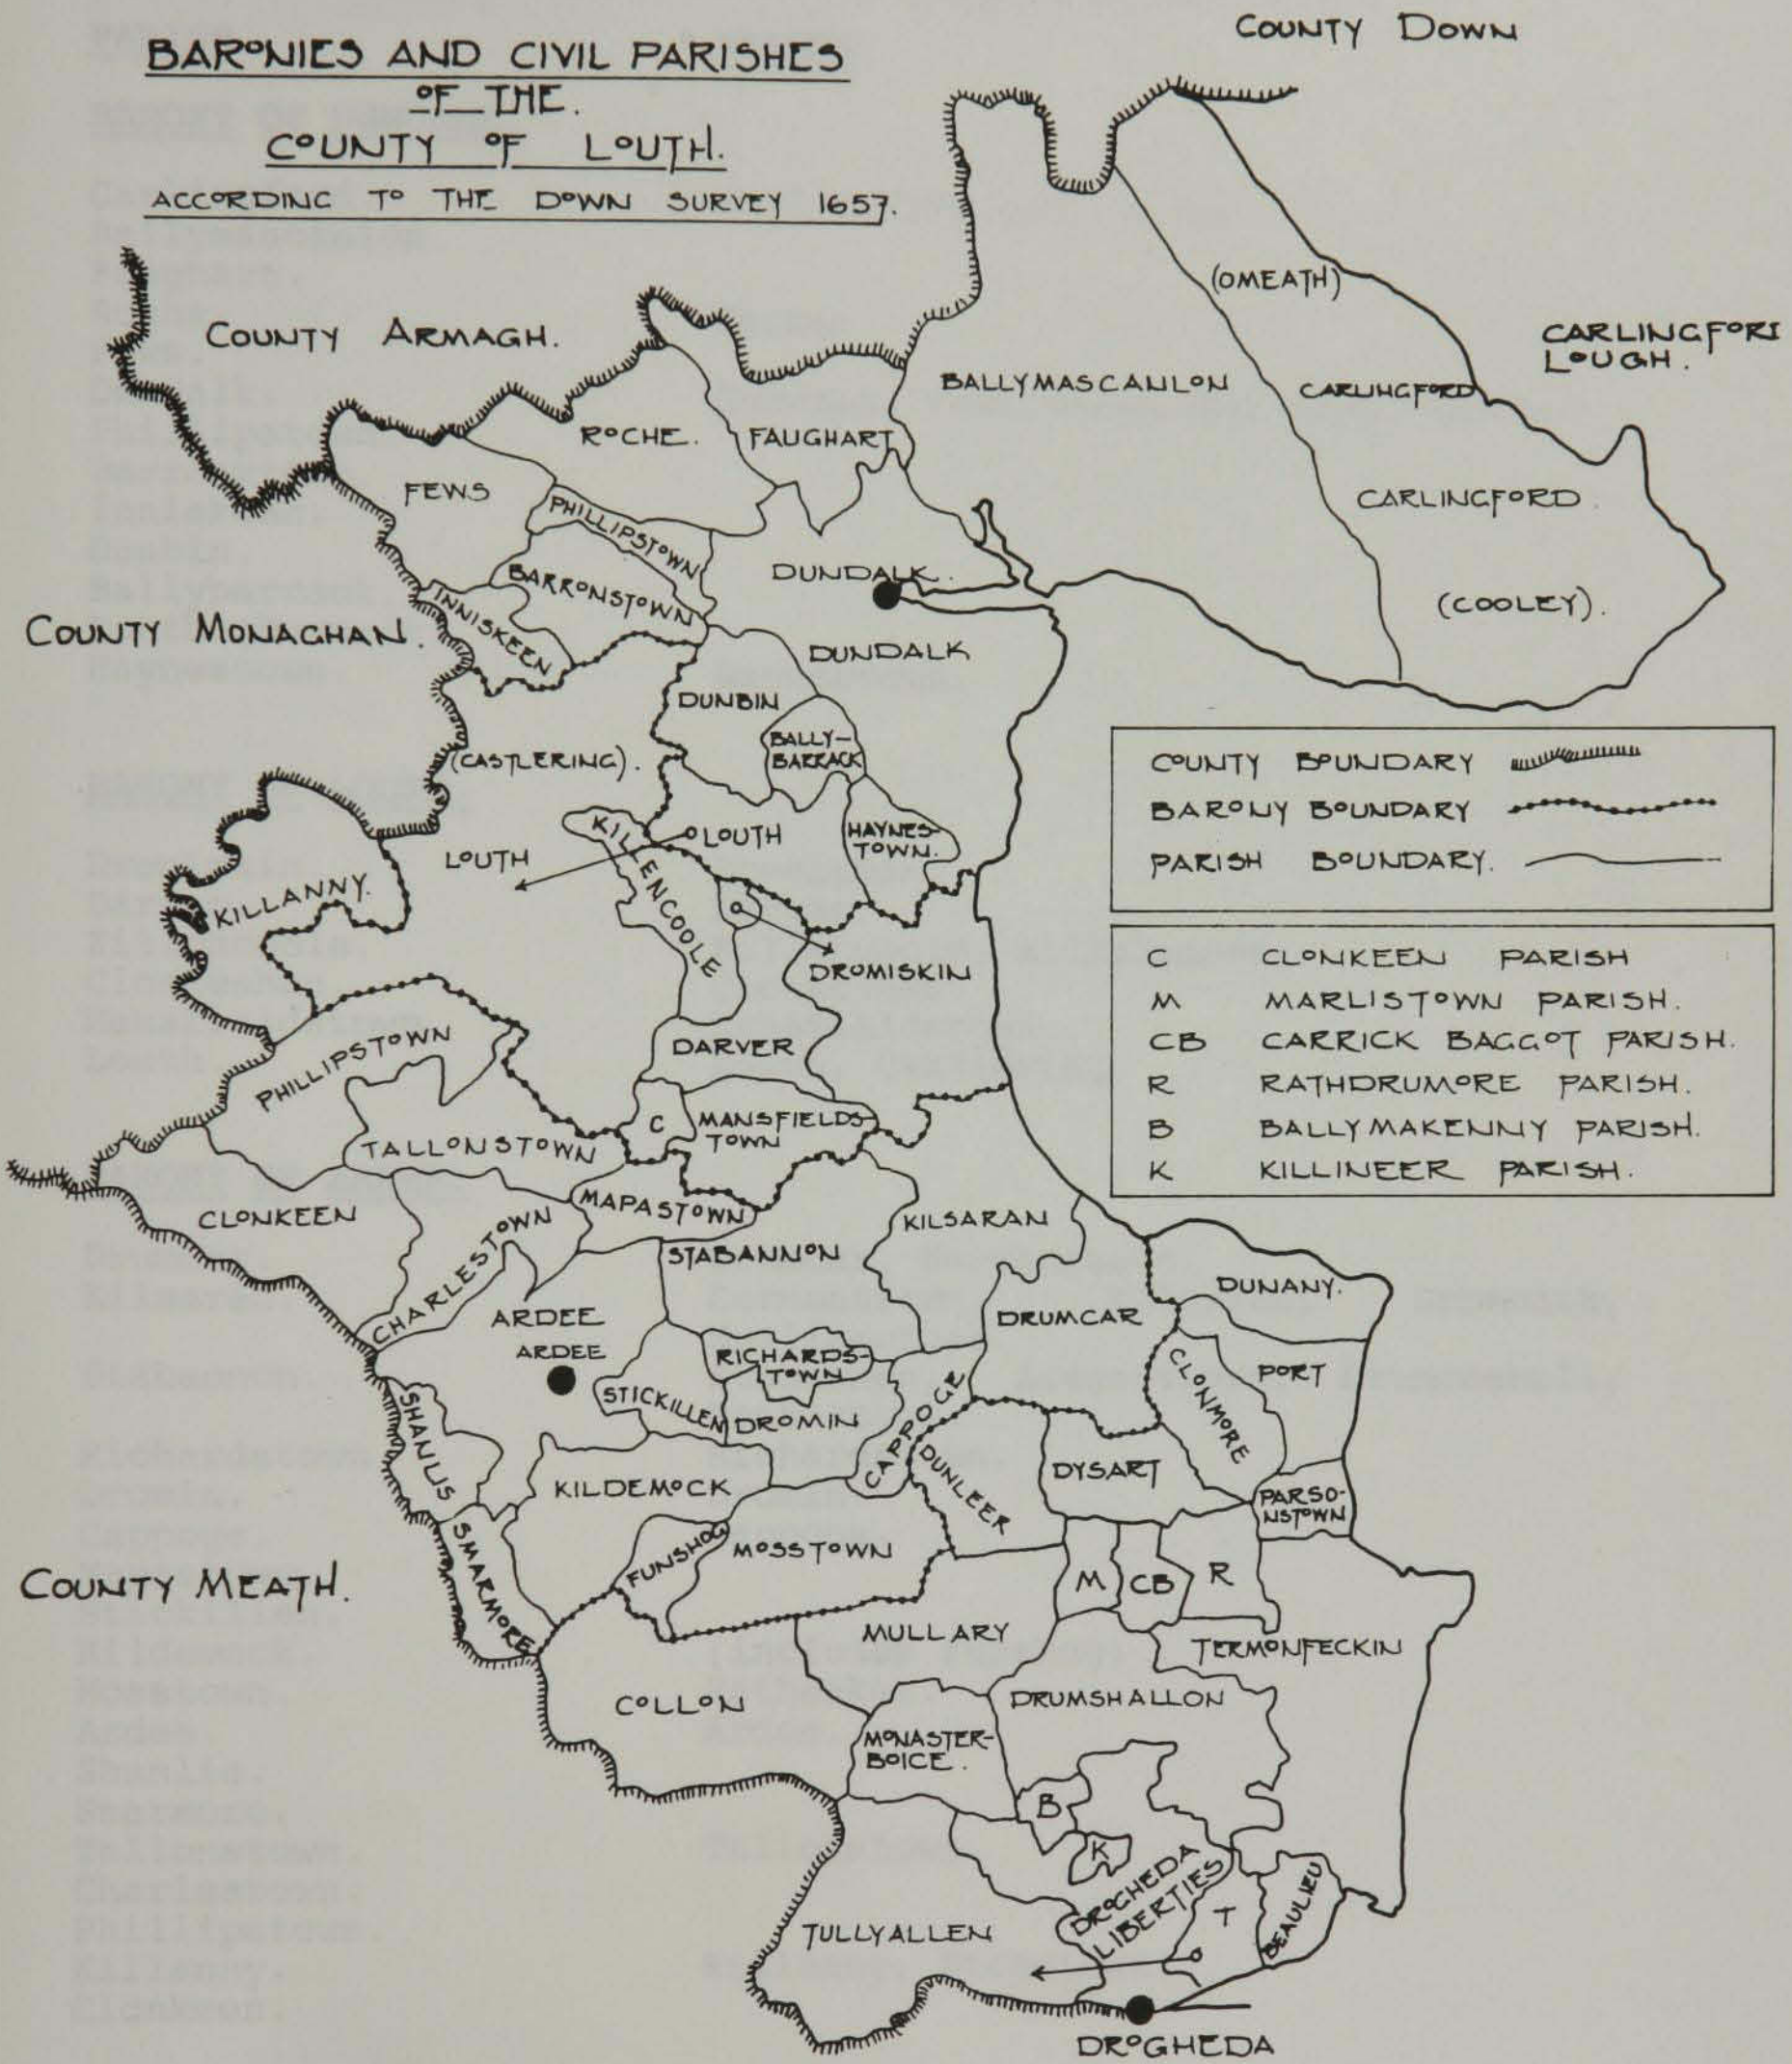 BARONIES AND CIVIL PARISHES
OF THE.
COUNTY OF LOUTH.
ACCORDING TO THE DOWN SURVEY 1657.
COUNTY DOWN
(OMEATH)
COUNTY ARMAGH.
CARLINGFORD
LOUGH.
BALLYMASCANLON
CARLINGFORD
ROCHE.
FAUGHART
FEWS
PHILLIPSTOWN
CARLINGFORD.
DUNDALK.
BARRONSTOWN
INNISKEEN
(COOLEY).
COUNTY MONAGHAN.
DUNDALK
DUNBIN
BALLY-
BARRACK
(CASTLERING).
COUNTY BOUNDARY
BARONY BOUNDARY
PARISH BOUNDARY.
KILLENCOOLE
LOUTH
HAYNES-
TOWN.
LOUTH
KILLANNY.
DROMISKIN
C CLONKEEN PARISH
M MARLISTOWN PARISH.
CB CARRICK BAGGOT PARISH.
R RATHDRUMORE PARISH.
B BALLYMAKENNY PARISH.
K KILLINEER PARISH.
PHILLIPSTOWN
DARVER
C
MANSFIELDS-
TOWN
TALLONSTOWN
CLONKEEN
MAPASTOWN
KILSARAN
CHARLESTOWN
STABANNON
DUNANY.
ARDEE
DRUMCAR
ARDEE
RICHARDS-
TOWN
CLONMORE
PORT
STICKILLEN
DROMIN
CAPPOGE
SHANLIS
KILDEMOCK
DUNLEER
DYSART
PARSO-
NSTOWN
SMARMORE
FUNSHOG
MOSSTOWN
M
CB
R
COUNTY MEATH.
MULLARY
TERMONFECKIN
COLLON
DRUMSHALLON
MONASTER-
BOICE.
B
K
DROGHEDA
LIBERTIES
T
BEAULIEU
TULLYALLEN
DROGHEDA